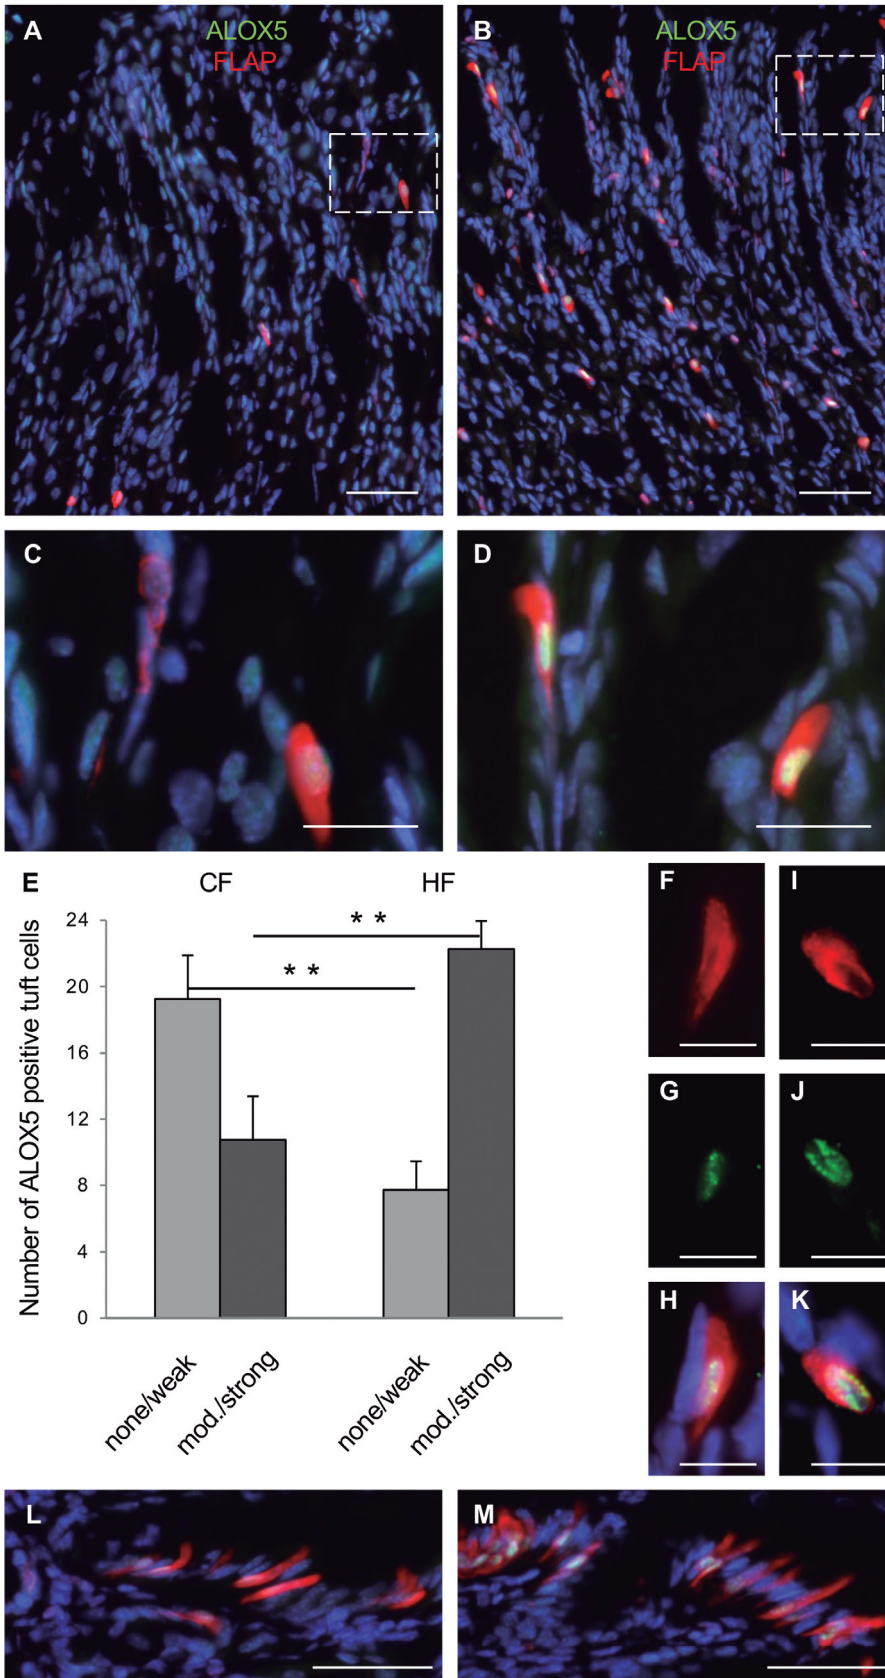 A
ALOX5
FLAP
B
ALOX5
FLAP
C
D
E
CF
HF
Number of ALOX5 positive tuft cells
24
20
16
12
8
4
0
* *
* *
none/weak
mod./strong
none/weak
mod./strong
F
I
G
J
H
K
L
M